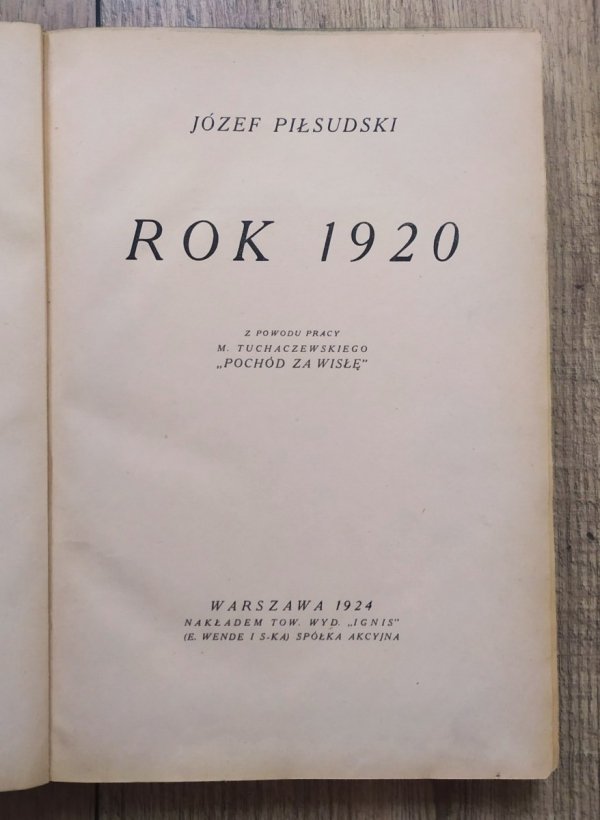 JÓZEF PIŁSUDSKI
ROK 1920
Z POWODU PRACY
M. TUCHACZEWSKIEGO
„POCHÓD ZA WISŁĘ”
WARSZAWA 1924
NAKŁADEM TOW. WYD. „IGNIS”
(E. WENDE I S-KA) SPÓŁKA AKCYJNA